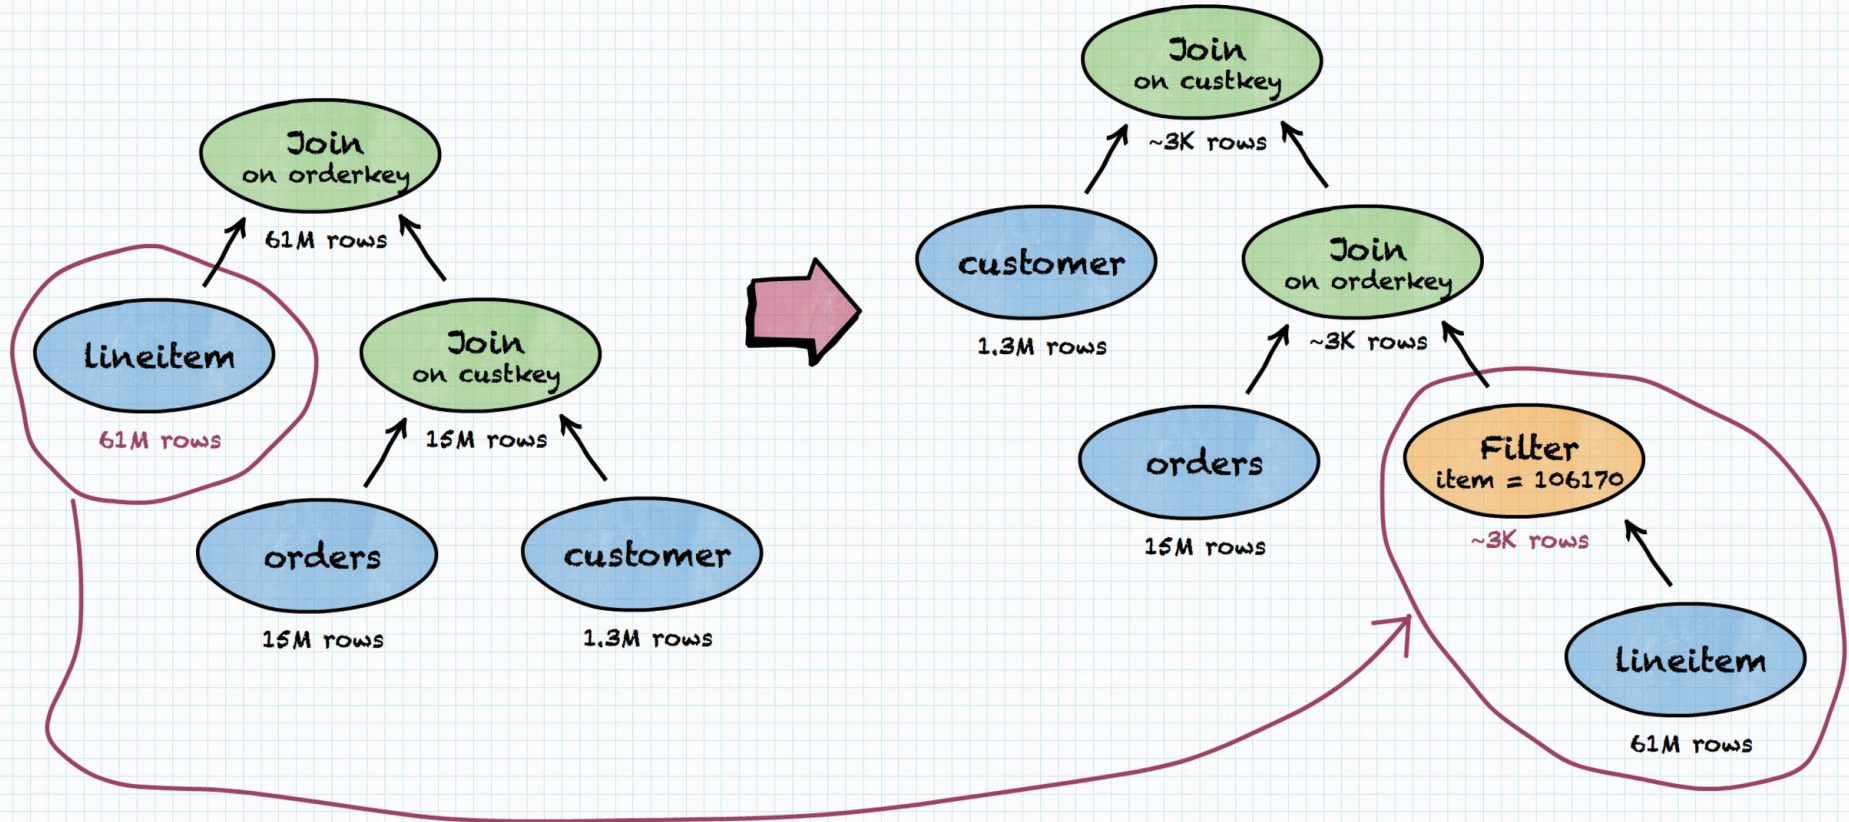 Join
on orderkey
61M rows
lineitem
61M rows
Join
on custkey
15M rows
orders
15M rows
customer
1.3M rows
Join
on custkey
~3K rows
customer
1.3M rows
Join
on orderkey
~3K rows
orders
15M rows
Filter
item = 106170
~3K rows
lineitem
61M rows